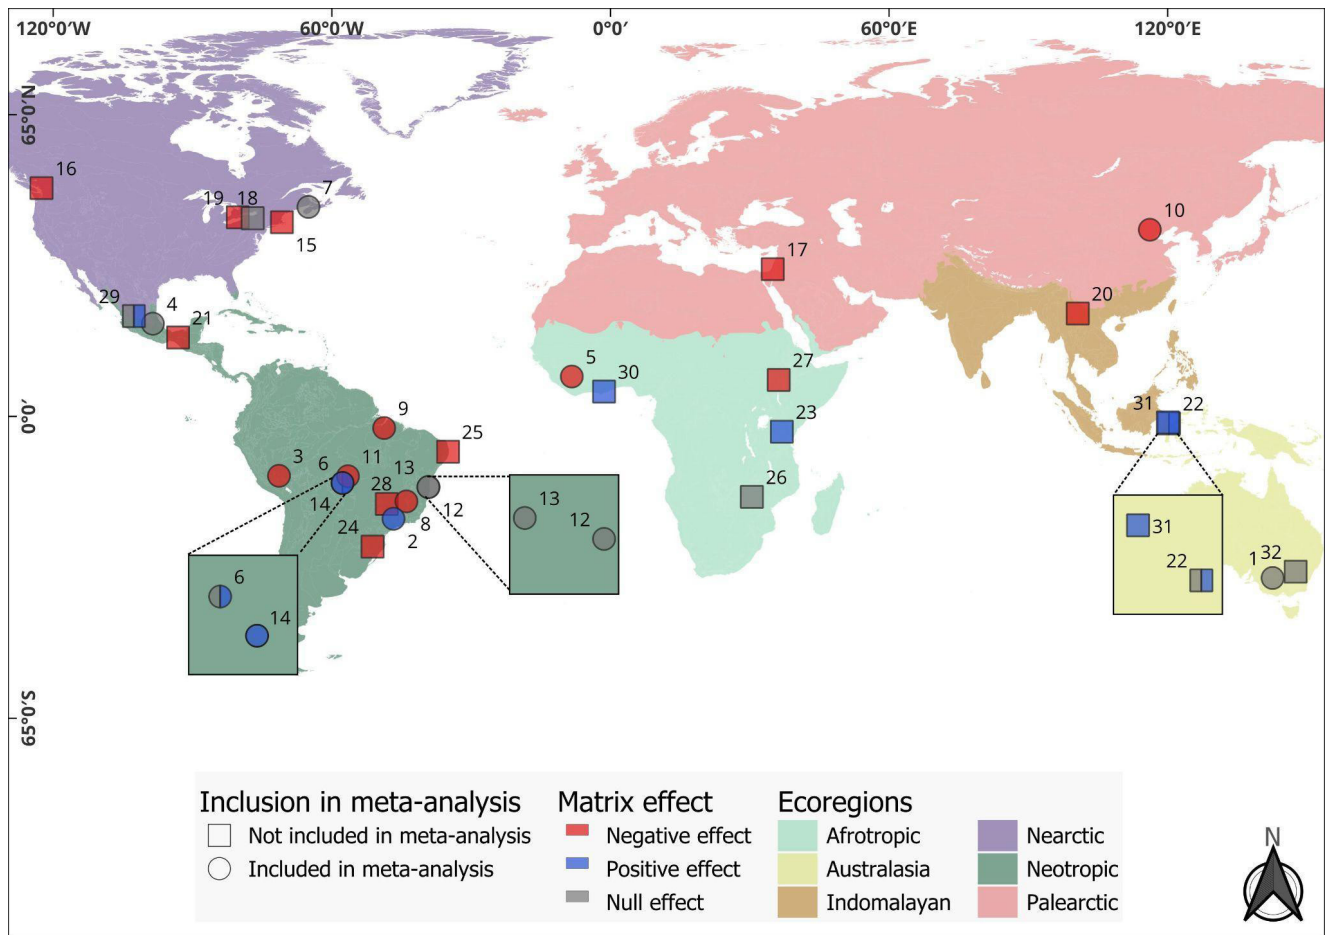 120°0′W 60°0′W 0°0′ 60°0′E 120°0′E
65°0′N
16
19 18 7
15
10
17
29 4 21
20
5 30
27
0°0′
9
23
31 22
25
3 6 11 13
14 28
26
12
24 8
2
13
12
31
22
1 32
6
14
65°0′S
Inclusion in meta-analysis
Not included in meta-analysis
Included in meta-analysis
Matrix effect
Negative effect
Positive effect
Null effect
Ecoregions
Afrotropic
Australasia
Indomalayan
Nearctic
Neotropic
Palearctic
N